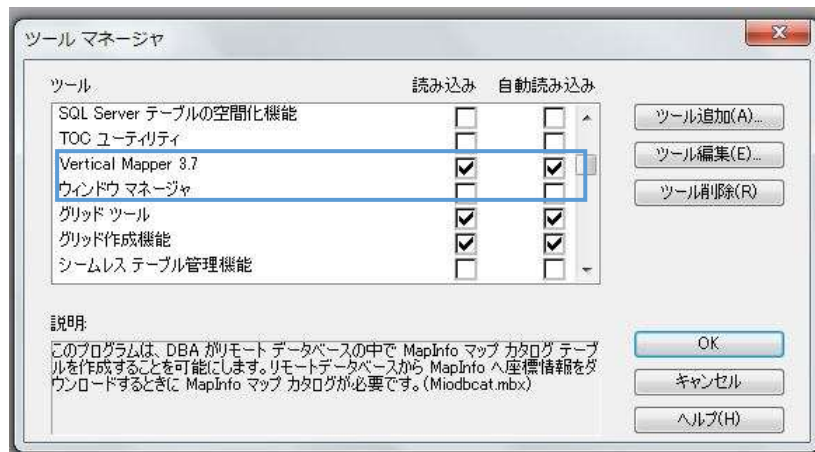 ツール マネージャ
ツール 読み込み 自動読み込み
SQL Server テーブルの空間化機能
TOC ユーティリティ
Vertical Mapper 3.7
ウィンドウ マネージャ
グリッド ツール
グリッド作成機能
シームレス テーブル管理機能
ツール追加(A)...
ツール編集(E)...
ツール削除(R)
説明:
このプログラムは、DBA がリモート データベースの中で MapInfo マップ カタログ テーブ
ルを作成することを可能にします。リモートデータベースから MapInfo へ座標情報をダ
ウンロードするときに MapInfo マップ カタログが必要です。(Miodbcat.mbx)
OK
キャンセル
ヘルプ(H)